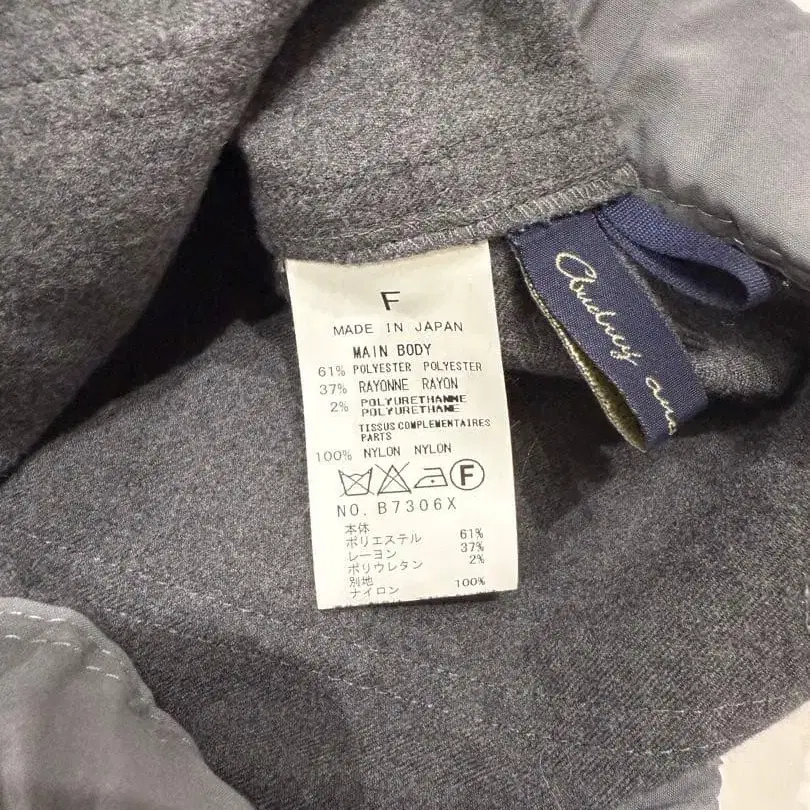 F
MADE IN JAPAN
MAIN BODY
61% POLYESTER POLYESTER
37% RAYONNE RAYON
2% POLYURETHANNE
POLYURETHANE
TISSUS COMPLEMENTAIRES
PARTS
100% NYLON NYLON
F
NO. B7306X
本体
ポリエステル 61%
レーヨン 37%
ポリウレタン 2%
別地
ナイロン 100%
and